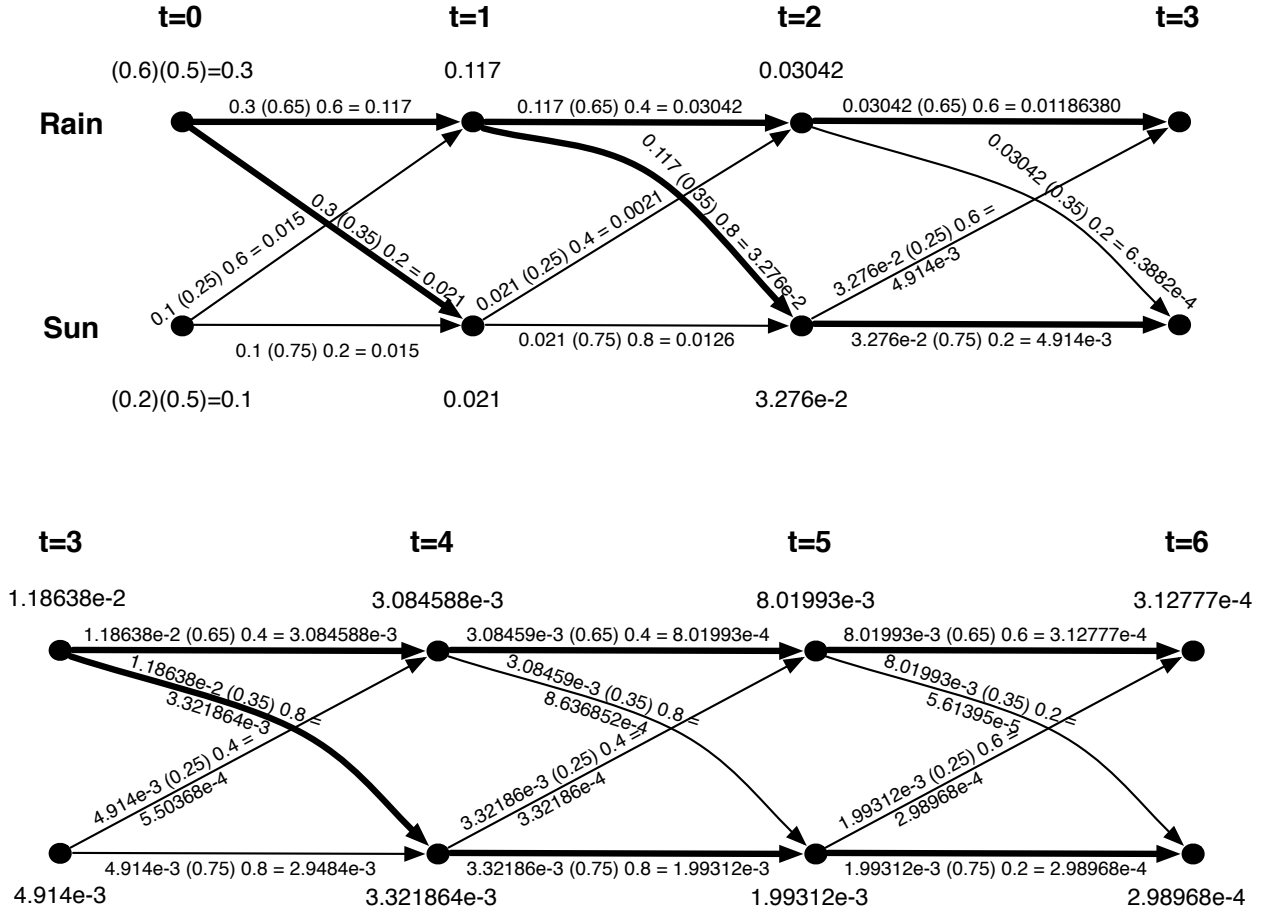 t=0
t=1
t=2
t=3
(0.6)(0.5)=0.3
0.117
0.03042
0.3 (0.65) 0.6 = 0.117
0.117 (0.65) 0.4 = 0.03042
0.03042 (0.65) 0.6 = 0.01186380
Rain
0.1 (0.25) 0.6 = 0.015
0.3 (0.35) 0.2 = 0.021
0.021 (0.25) 0.4 = 0.0021
0.117 (0.35) 0.8 = 3.276e-2
3.276e-2 (0.25) 0.6 =
4.914e-3
0.03042 (0.35) 0.2 = 6.3882e-4
Sun
0.1 (0.75) 0.2 = 0.015
0.021 (0.75) 0.8 = 0.0126
3.276e-2 (0.75) 0.2 = 4.914e-3
(0.2)(0.5)=0.1
0.021
3.276e-2
t=3
t=4
t=5
t=6
1.18638e-2
3.084588e-3
8.01993e-3
3.12777e-4
1.18638e-2 (0.65) 0.4 = 3.084588e-3
3.08459e-3 (0.65) 0.4 = 8.01993e-4
8.01993e-3 (0.65) 0.6 = 3.12777e-4
1.18638e-2 (0.35) 0.8 =
3.321864e-3
3.08459e-3 (0.35) 0.8 =
8.636852e-4
8.01993e-3 (0.35) 0.2 =
5.61395e-5
4.914e-3 (0.25) 0.4 =
5.50368e-4
3.32186e-3 (0.25) 0.4 =
3.32186e-4
1.99312e-3 (0.25) 0.6 =
2.98968e-4
4.914e-3 (0.75) 0.8 = 2.9484e-3
3.32186e-3 (0.75) 0.8 = 1.99312e-3
1.99312e-3 (0.75) 0.2 = 2.98968e-4
4.914e-3
3.321864e-3
1.99312e-3
2.98968e-4